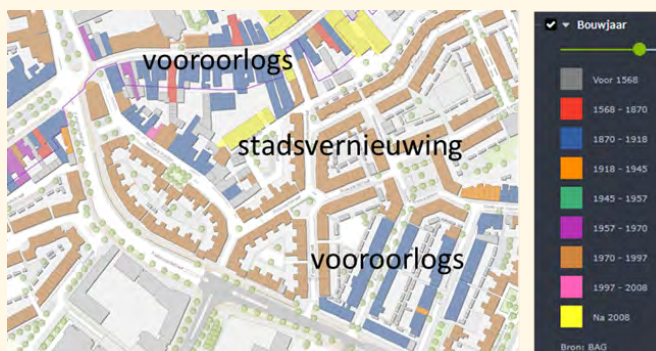 vooroorlogs
stadsvernieuwing
vooroorlogs
Bouwjaar
Voor 1568
1568 - 1870
1870 - 1918
1918 - 1945
1945 - 1957
1957 - 1970
1970 - 1997
1997 - 2008
Na 2008
Bron: BAG